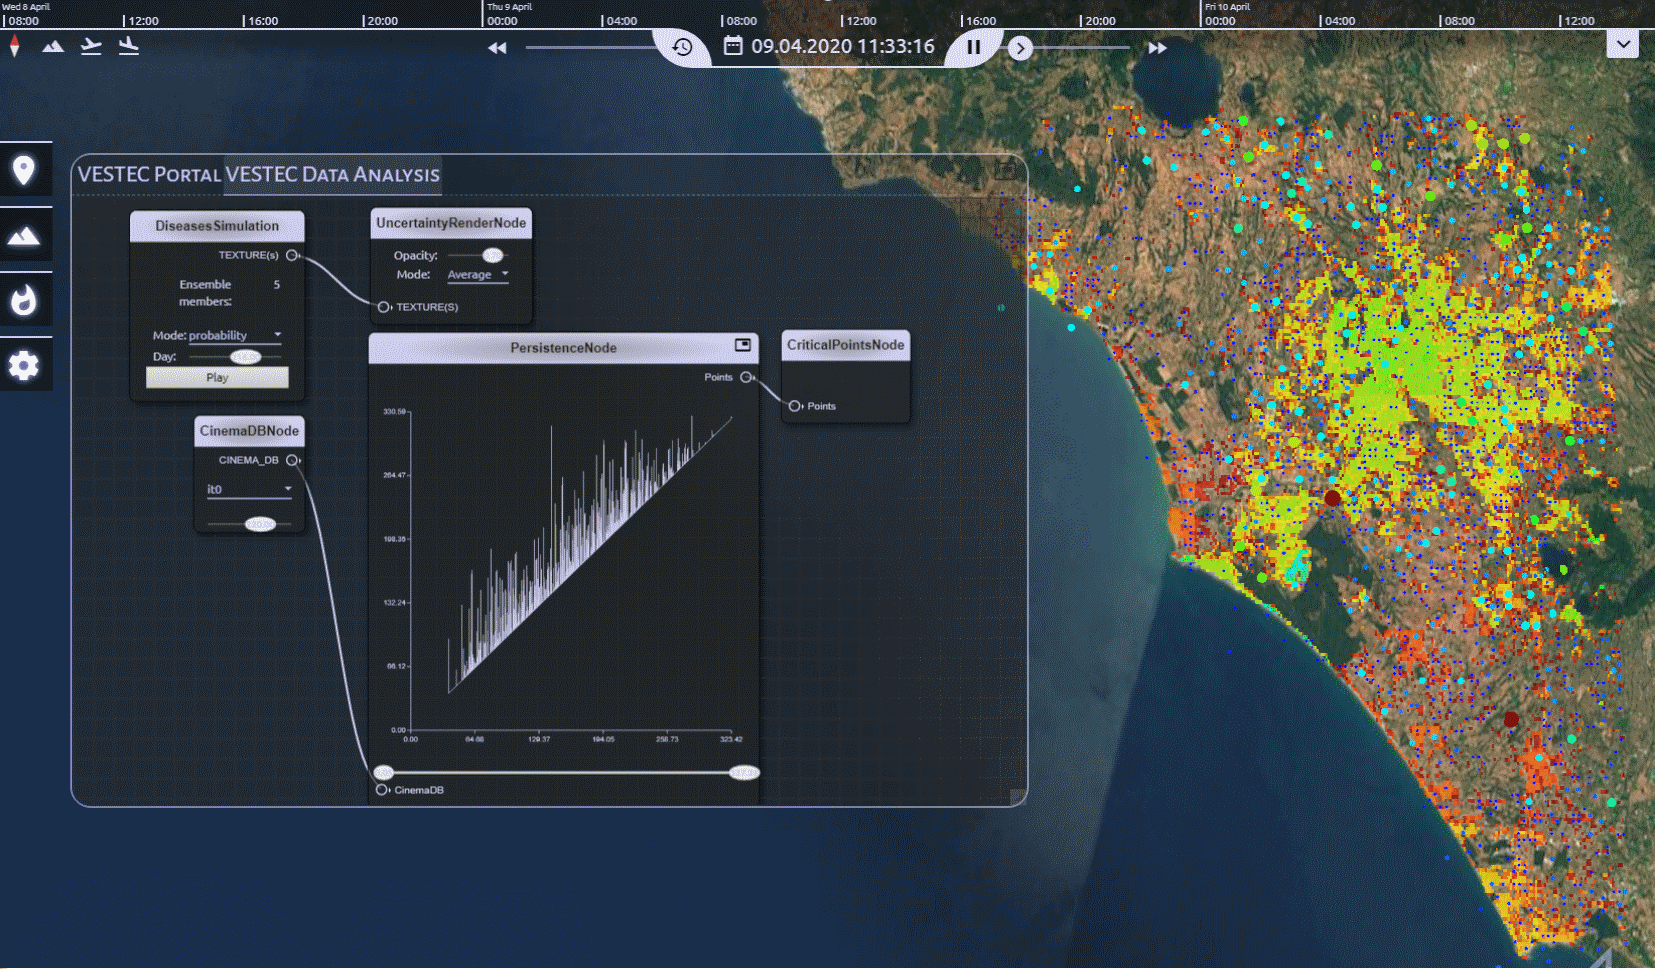 Wed 8 April
Thu 9 April
Fri 10 April
08:00
12:00
16:00
20:00
00:00
04:00
08:00
12:00
16:00
20:00
00:00
04:00
08:00
12:00
09.04.2020 11:33:16
VESTEC Portal VESTEC Data Analysis
DiseasesSimulation
TEXTURE(s)
Ensemble 5
members:
Mode: probability
Day:
Play
UncertaintyRenderNode
Opacity:
Mode: Average
TEXTURE(S)
CinemaDBNode
CINEMA_DB
it0
PersistenceNode
Points
330.59
264.47
198.35
132.24
66.12
0.00
0.00
64.68
129.37
194.05
258.73
323.42
CinemaDB
CriticalPointsNode
Points